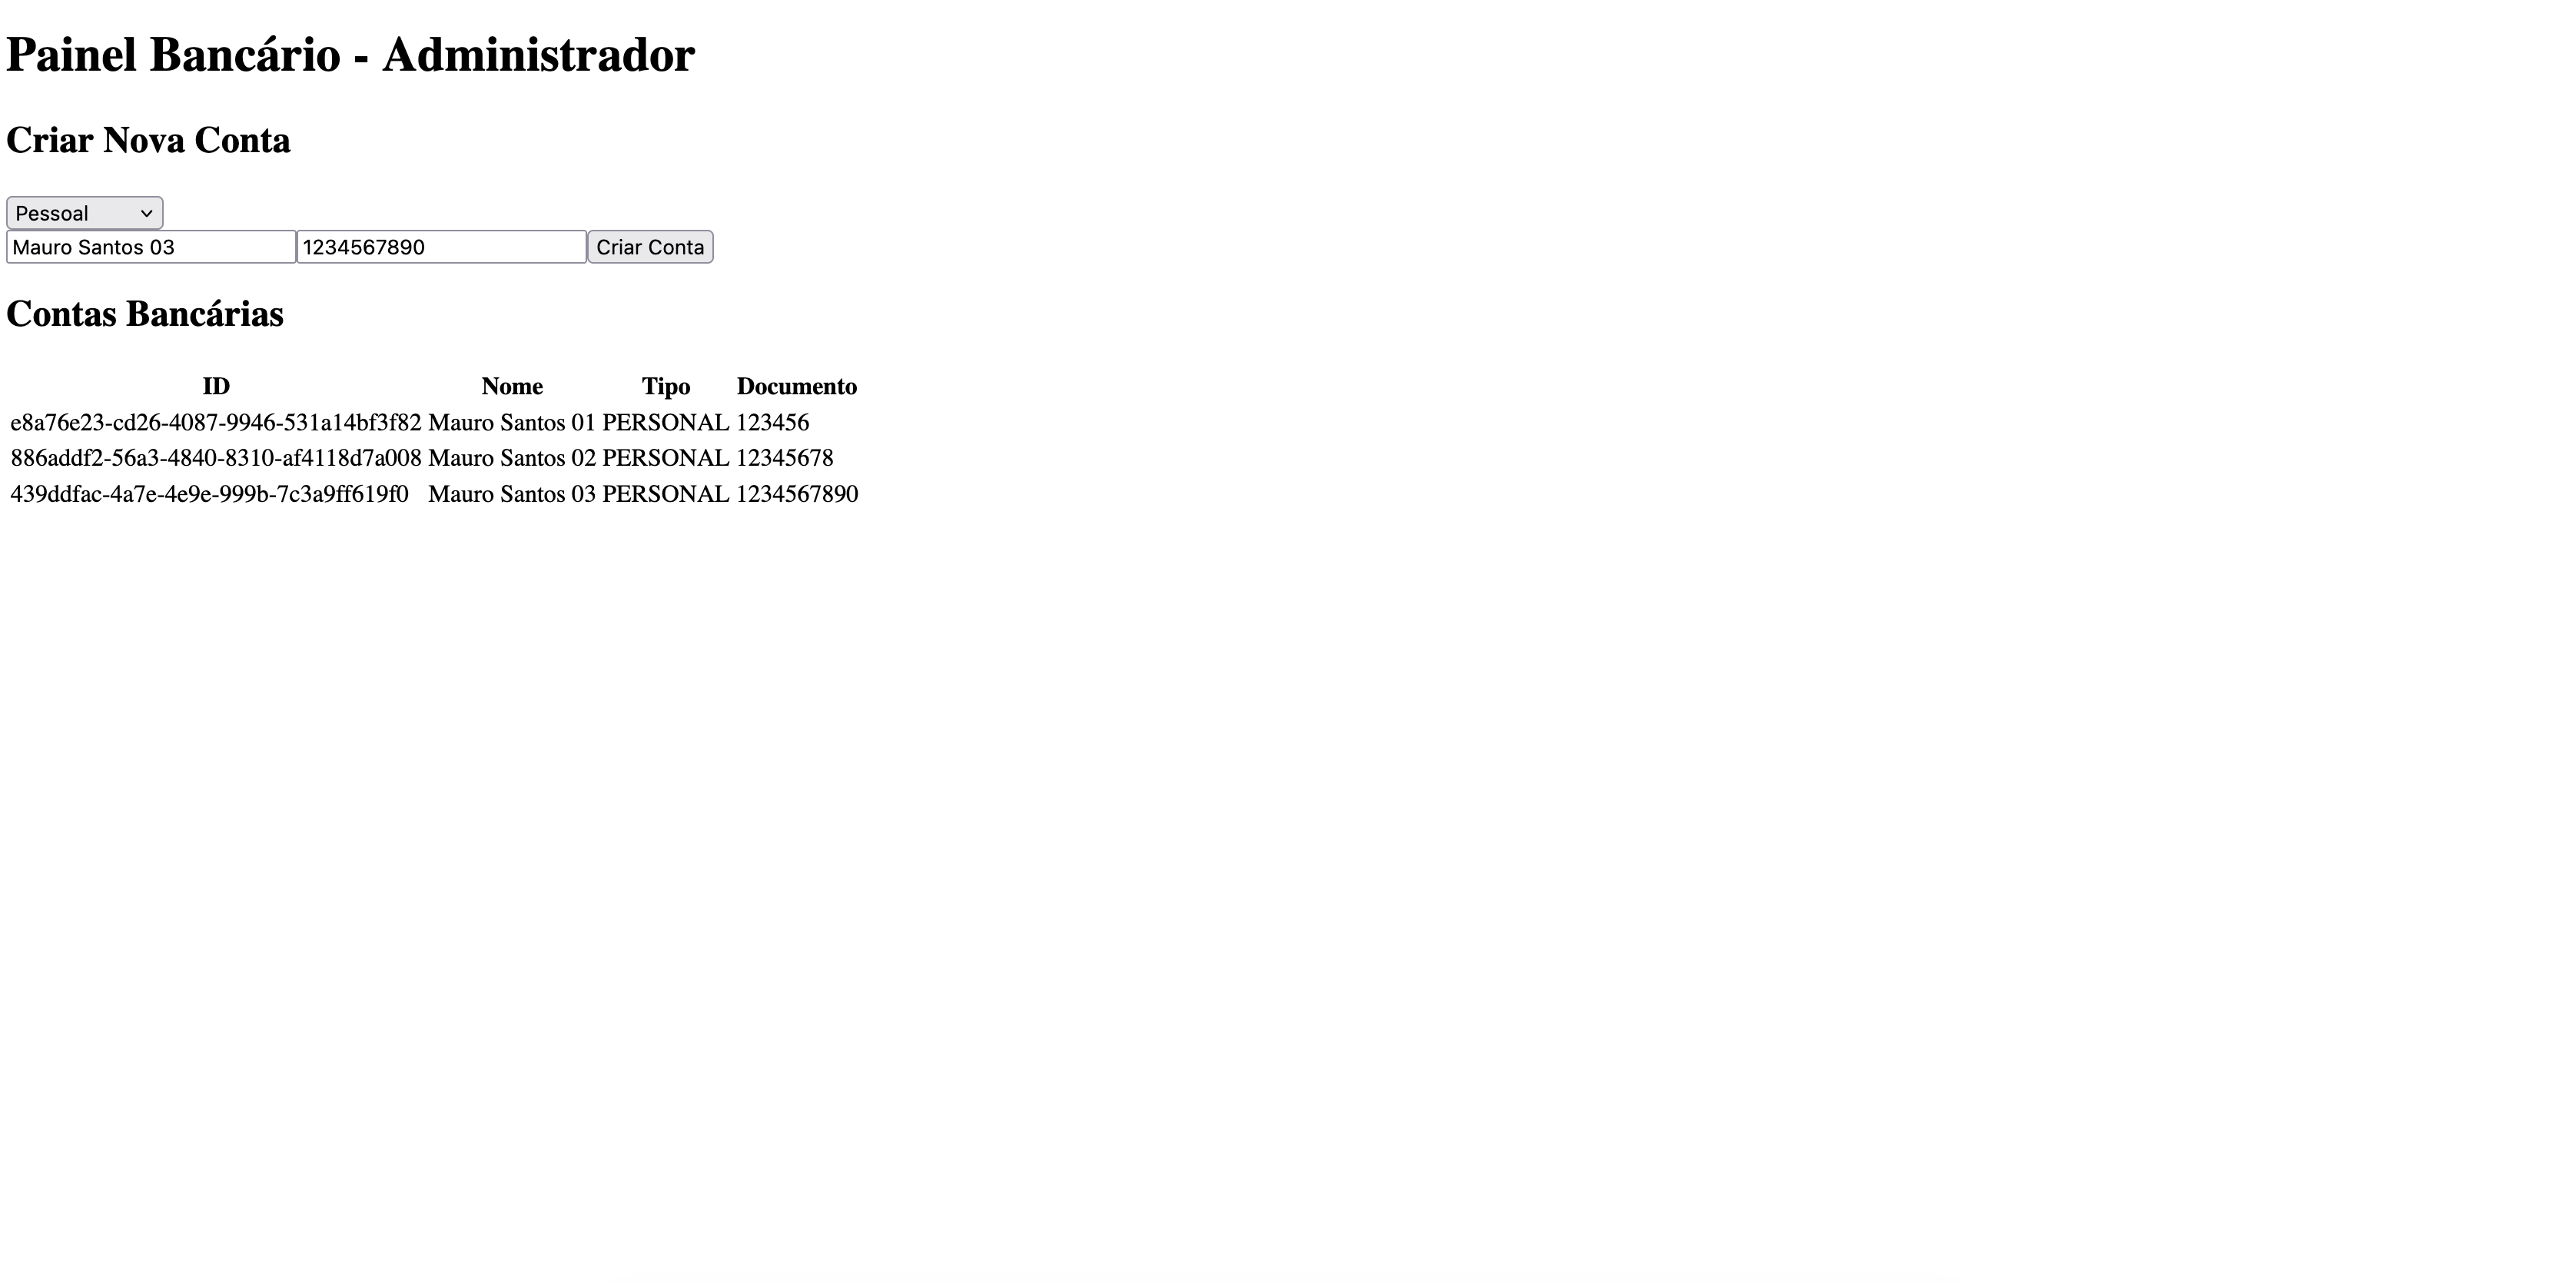 Painel Bancário - Administrador
Criar Nova Conta
Pessoal
Mauro Santos 03 1234567890 Criar Conta
Contas Bancárias
ID Nome Tipo Documento
e8a76e23-cd26-4087-9946-531a14bf3f82 Mauro Santos 01 PERSONAL 123456
886addf2-56a3-4840-8310-af4118d7a008 Mauro Santos 02 PERSONAL 12345678
439ddfac-4a7e-4e9e-999b-7c3a9ff619f0 Mauro Santos 03 PERSONAL 1234567890